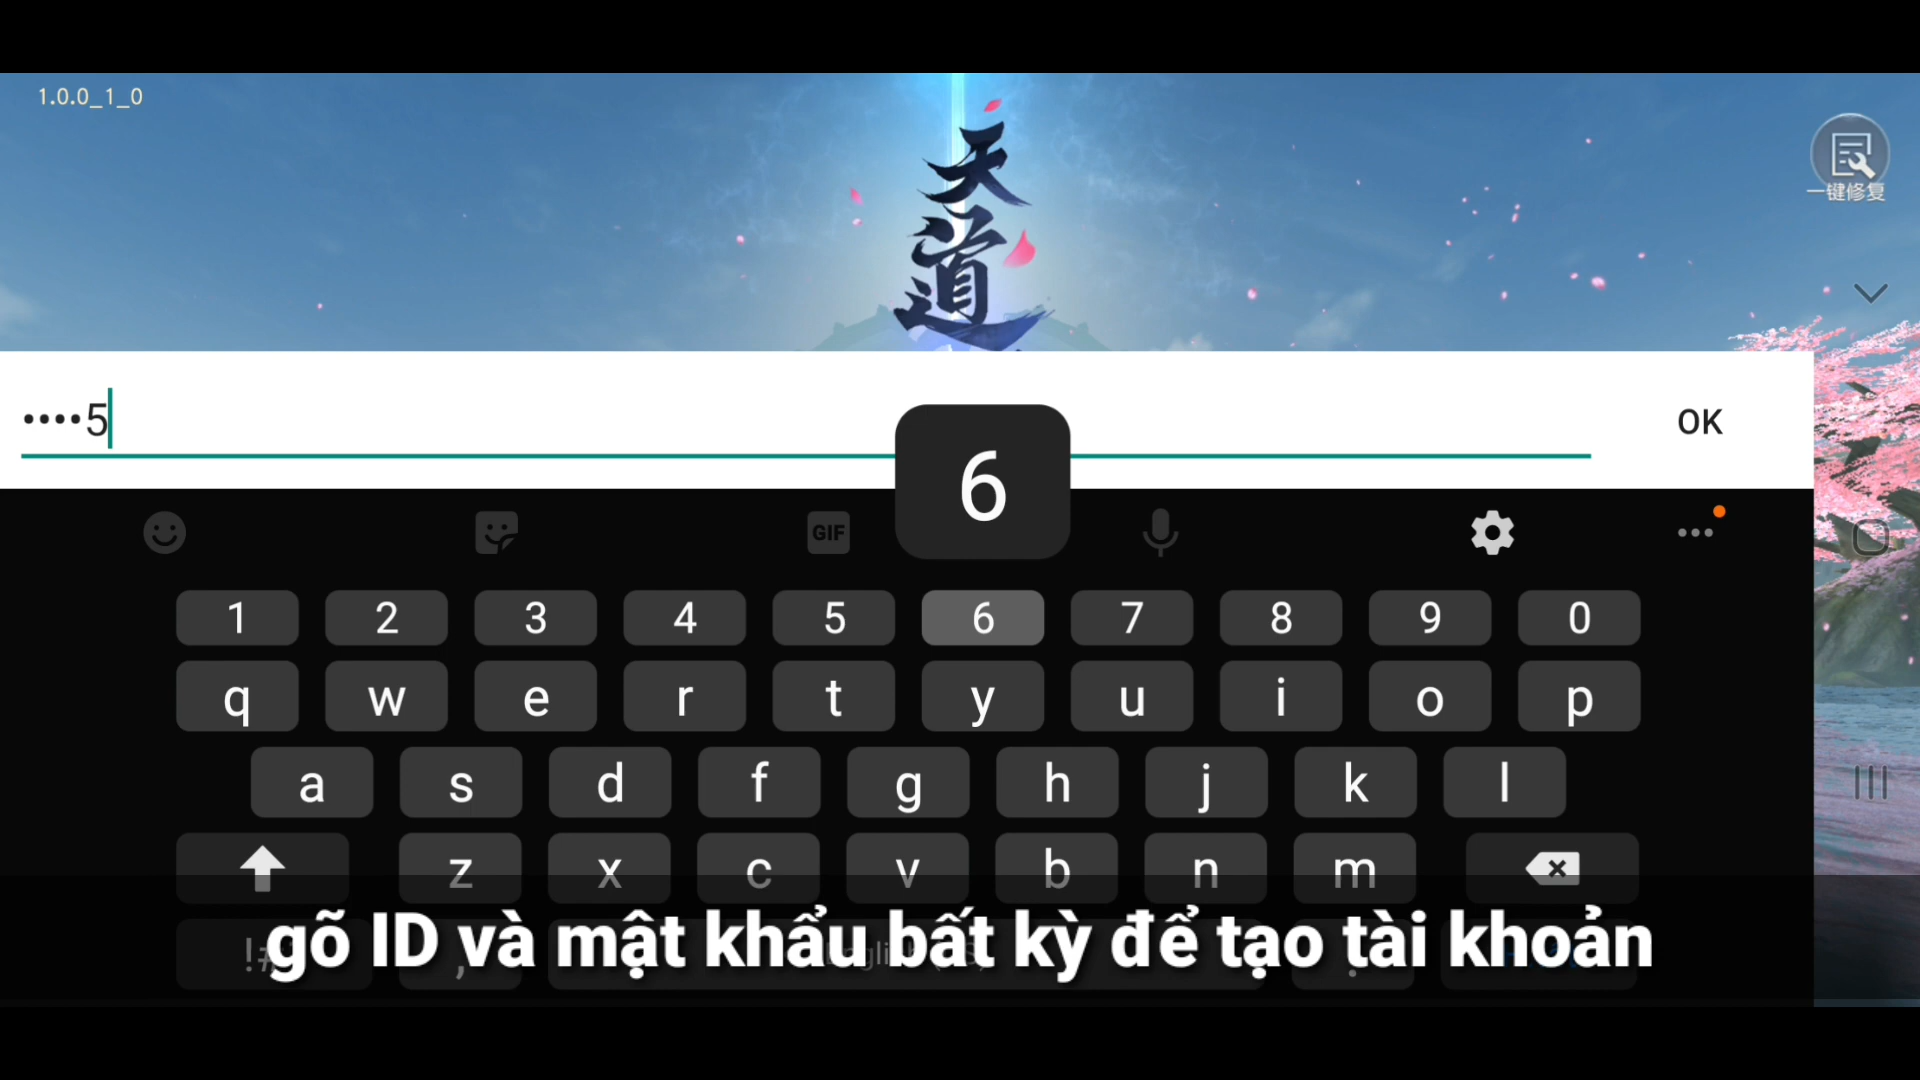 1.0.0_1_0
天道
一键修复
••••5
OK
6
GIF
1 2 3 4 5 6 7 8 9 0
q w e r t y u i o p
a s d f g h j k l
z x c v b n m
gõ ID và mật khẩu bất kỳ để tạo tài khoản